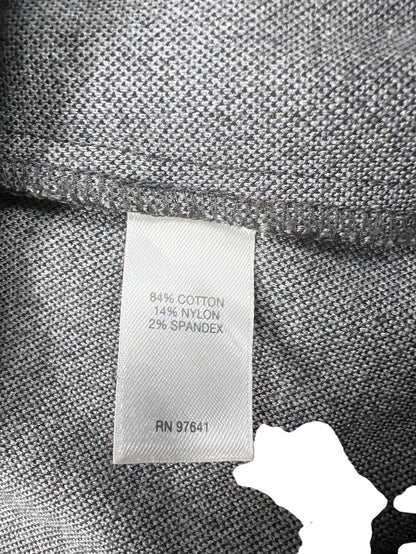 84% COTTON
14% NYLON
2% SPANDEX
RN 97641